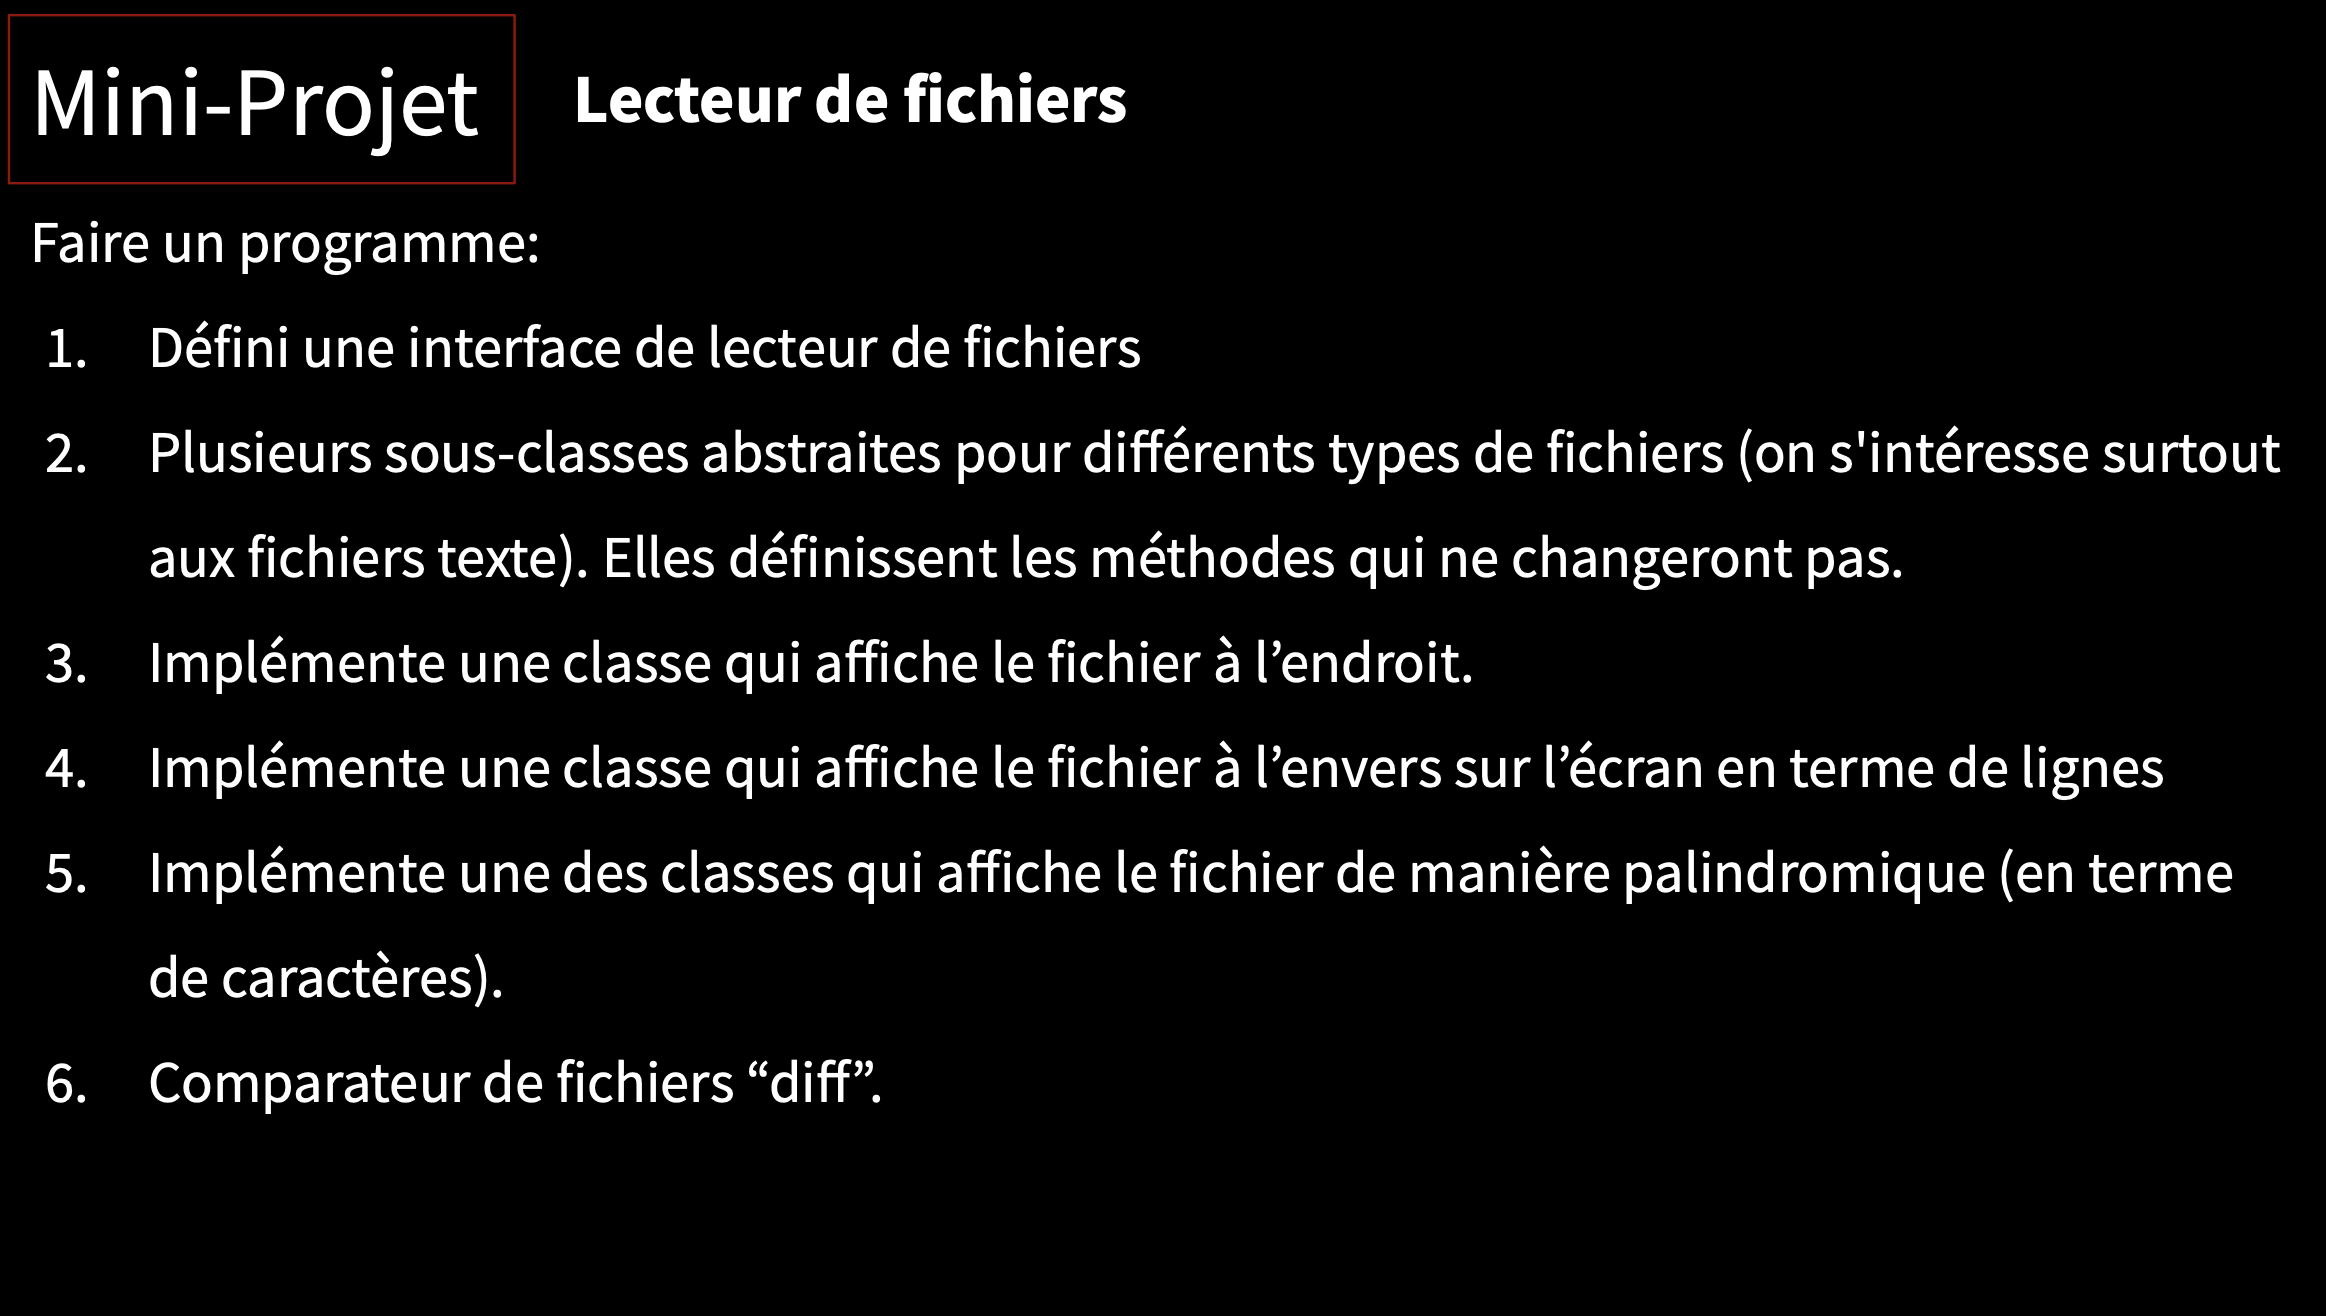 Mini-Projet
Lecteur de fichiers
Faire un programme:
1. Défini une interface de lecteur de fichiers
2. Plusieurs sous-classes abstraites pour différents types de fichiers (on s'intéresse surtout
aux fichiers texte). Elles définissent les méthodes qui ne changeront pas.
3. Implémente une classe qui affiche le fichier à l’endroit.
4. Implémente une classe qui affiche le fichier à l’envers sur l’écran en terme de lignes
5. Implémente une des classes qui affiche le fichier de manière palindromique (en terme
de caractères).
6. Comparateur de fichiers “diff”.